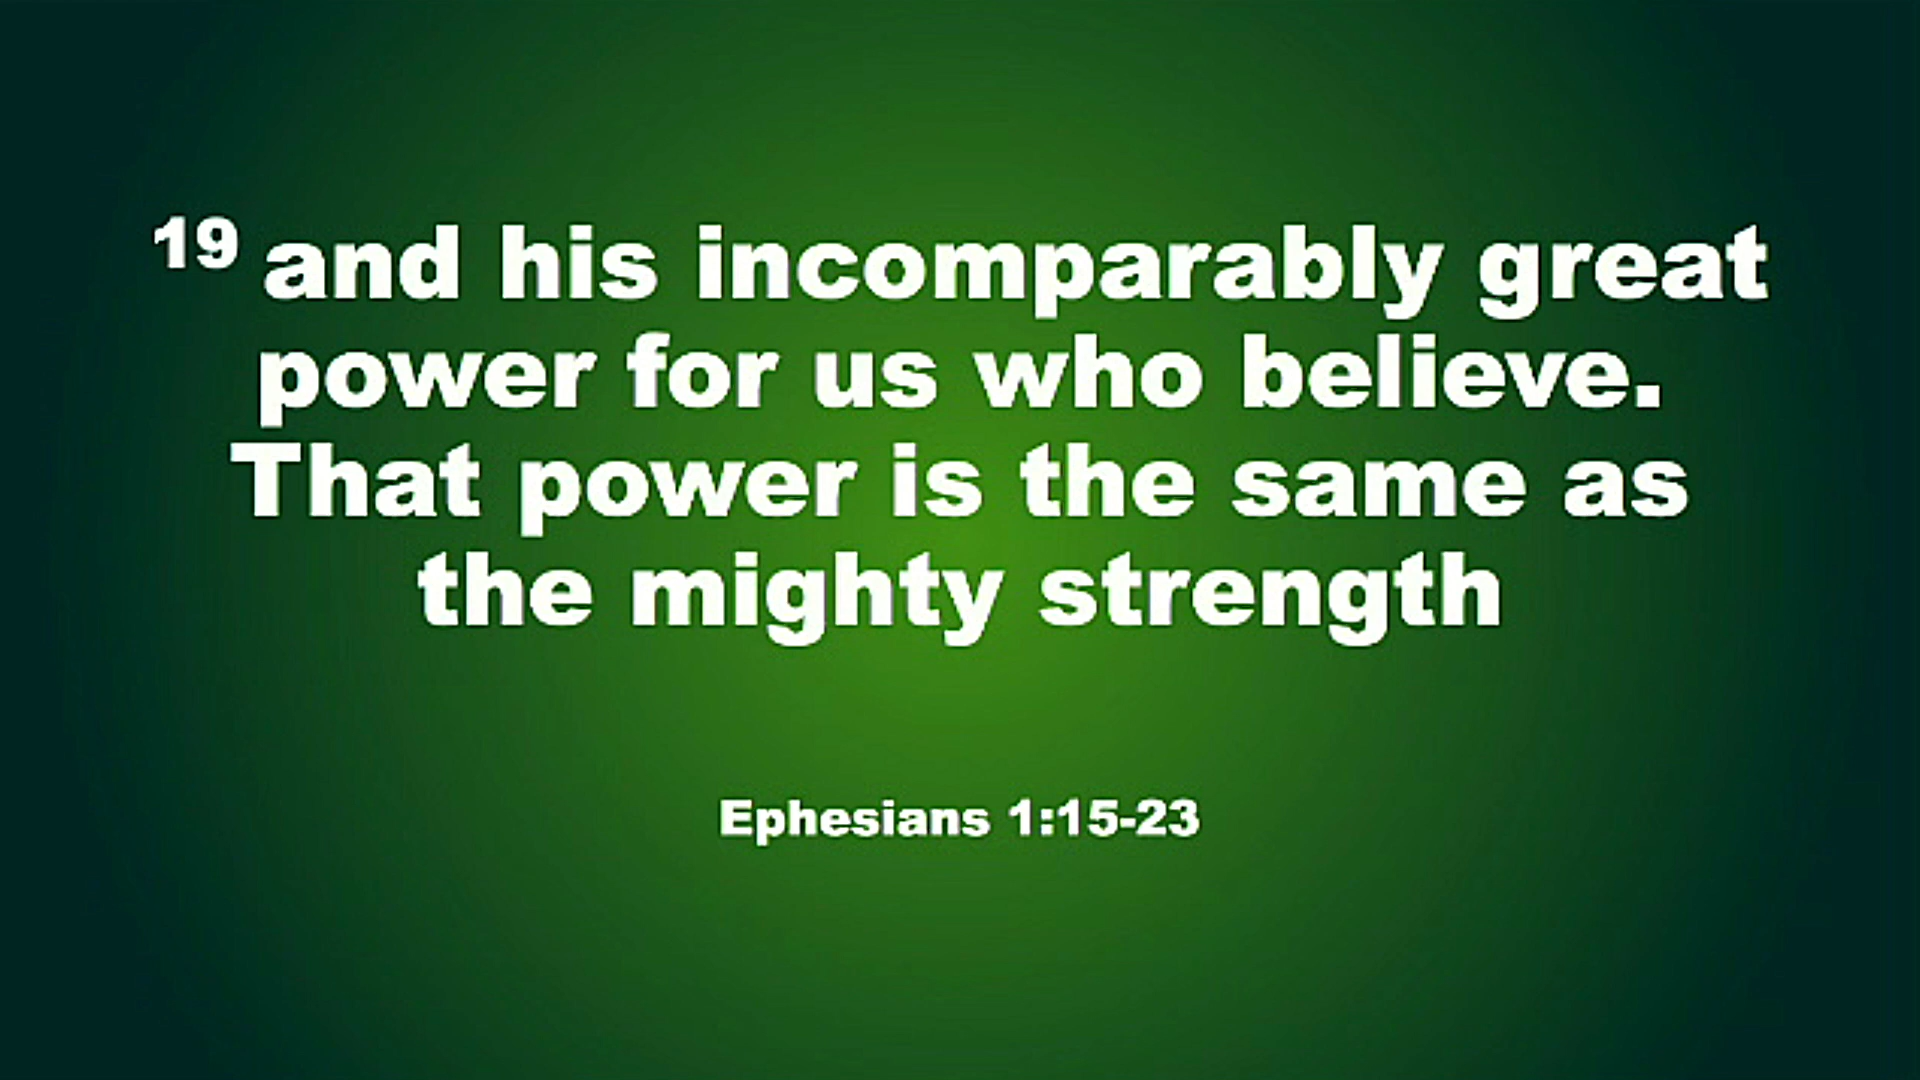 19 and his incomparably great
power for us who believe.
That power is the same as
the mighty strength
Ephesians 1:15-23